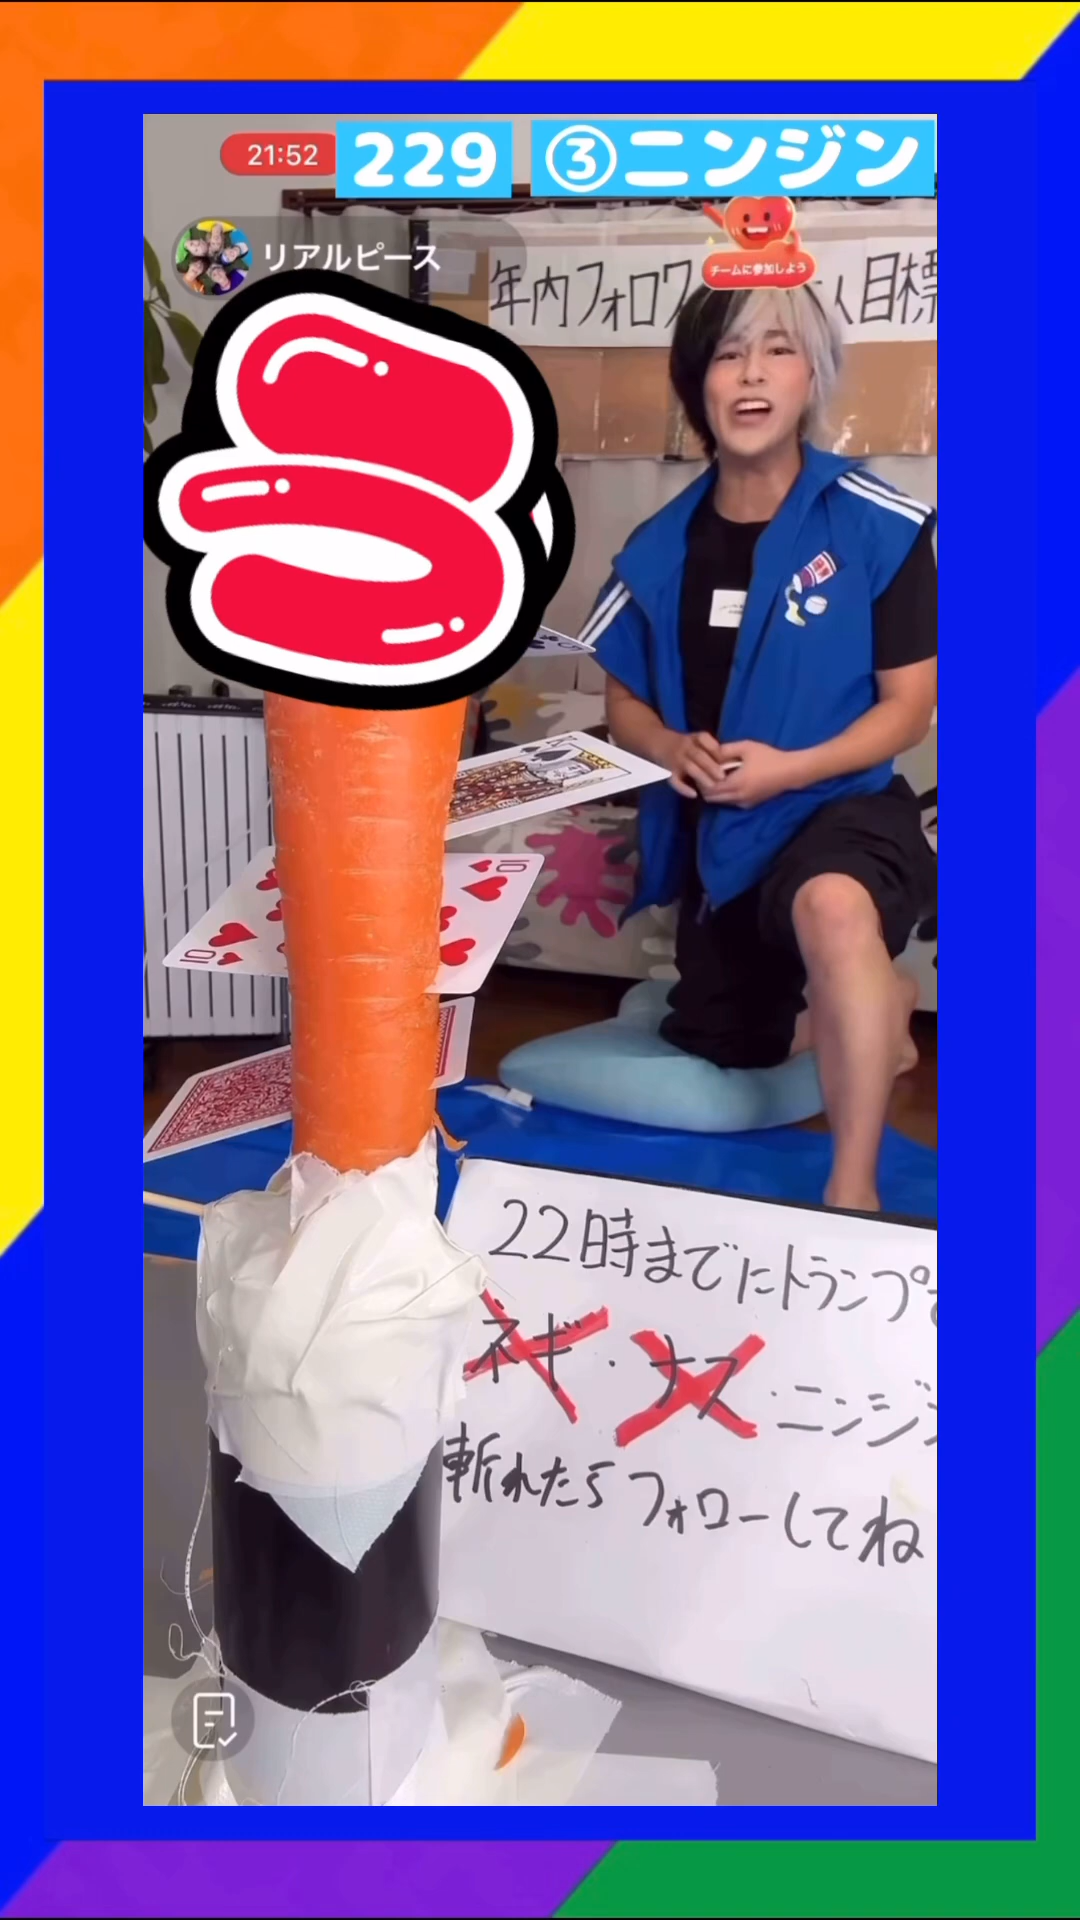 21:52
229
③ニンジン
リアルピース
チームに参加しよう
年内フォロワ
人目標
K
10
10
22時までにトランプ
ネギ・ナス・ニンジ
斬れたらフォローしてね